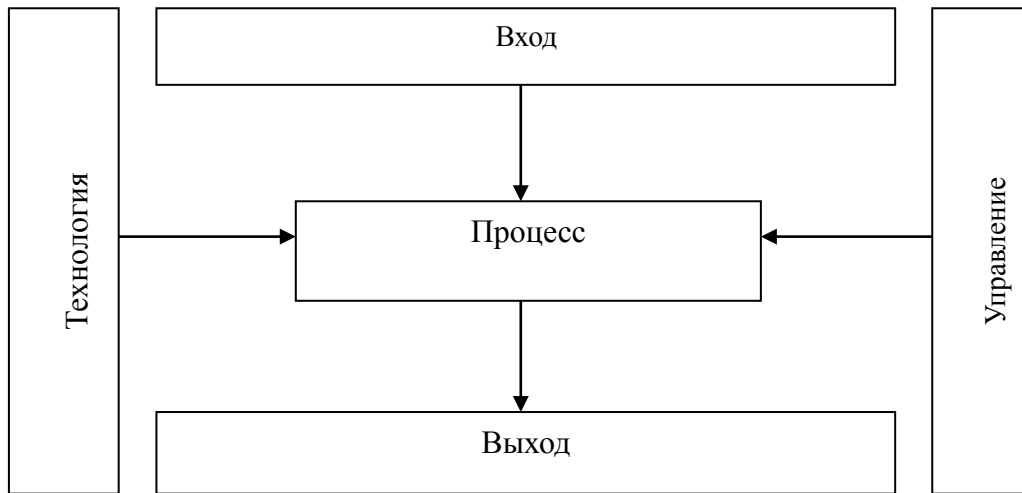 Вход
Технология
Процесс
Управление
Выход